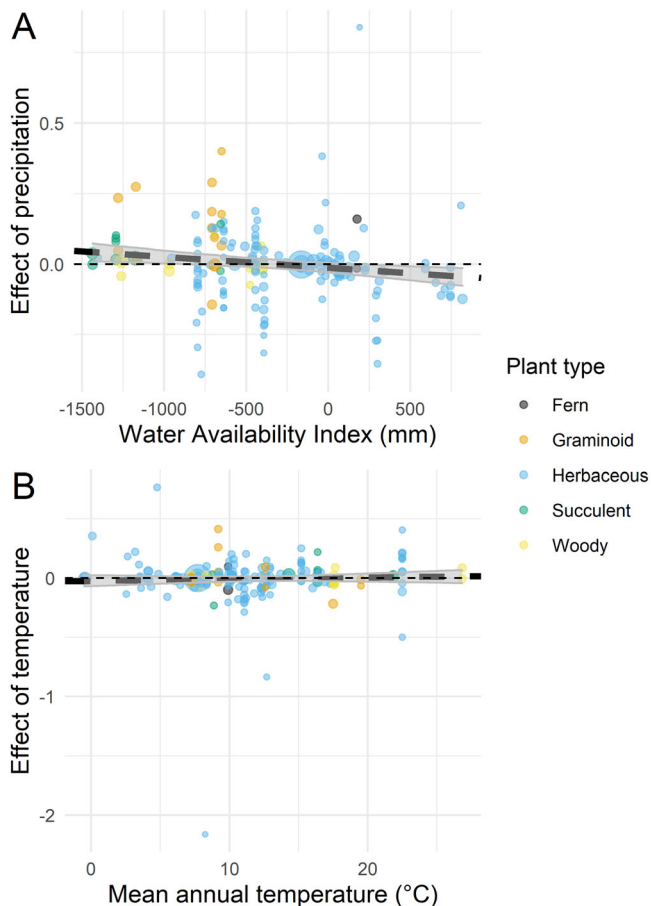 A
Effect of precipitation
0.5
0.0
-1500 -1000 -500 0 500
Water Availability Index (mm)
Plant type
Fern
Graminoid
Herbaceous
Succulent
Woody
B
Effect of temperature
0
-1
-2
0 10 20
Mean annual temperature (°C)